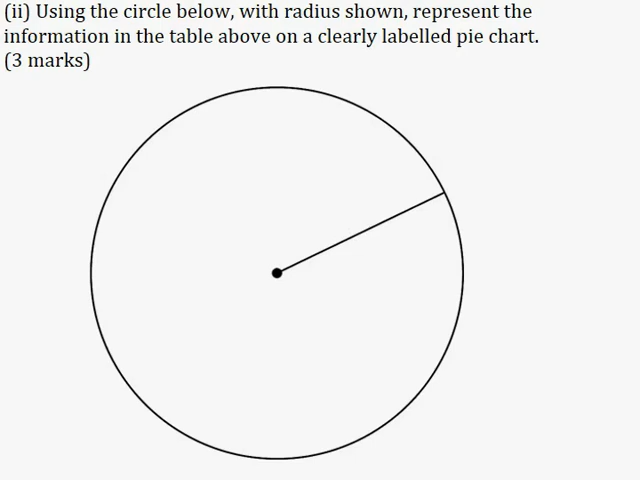 (ii) Using the circle below, with radius shown, represent the
information in the table above on a clearly labelled pie chart.
(3 marks)